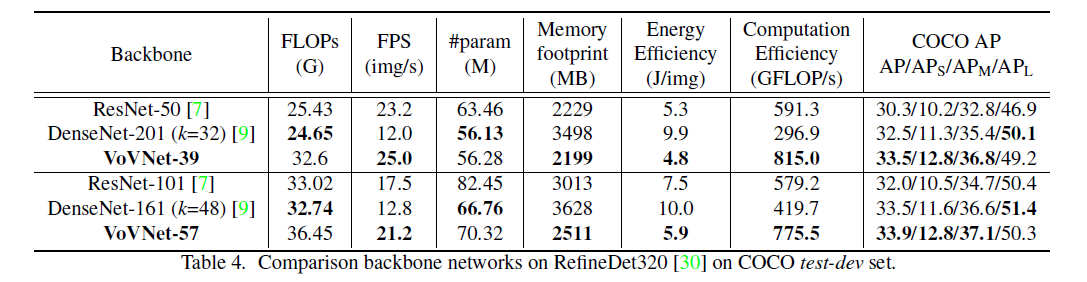 Backbone FLOPs (G) FPS (img/s) #param (M) Memory footprint (MB) Energy Efficiency (J/img) Computation Efficiency (GFLOP/s) COCO AP AP/APS/APM/APL
ResNet-50 [7] 25.43 23.2 63.46 2229 5.3 591.3 30.3/10.2/32.8/46.9
DenseNet-201 (k=32) [9] 24.65 12.0 56.13 3498 9.9 296.9 32.5/11.3/35.4/50.1
VoVNet-39 32.6 25.0 56.28 2199 4.8 815.0 33.5/12.8/36.8/49.2
ResNet-101 [7] 33.02 17.5 82.45 3013 7.5 579.2 32.0/10.5/34.7/50.4
DenseNet-161 (k=48) [9] 32.74 12.8 66.76 3628 10.0 419.7 33.5/11.6/36.6/51.4
VoVNet-57 36.45 21.2 70.32 2511 5.9 775.5 33.9/12.8/37.1/50.3
Table 4. Comparison backbone networks on RefineDet320 [30] on COCO test-dev set.